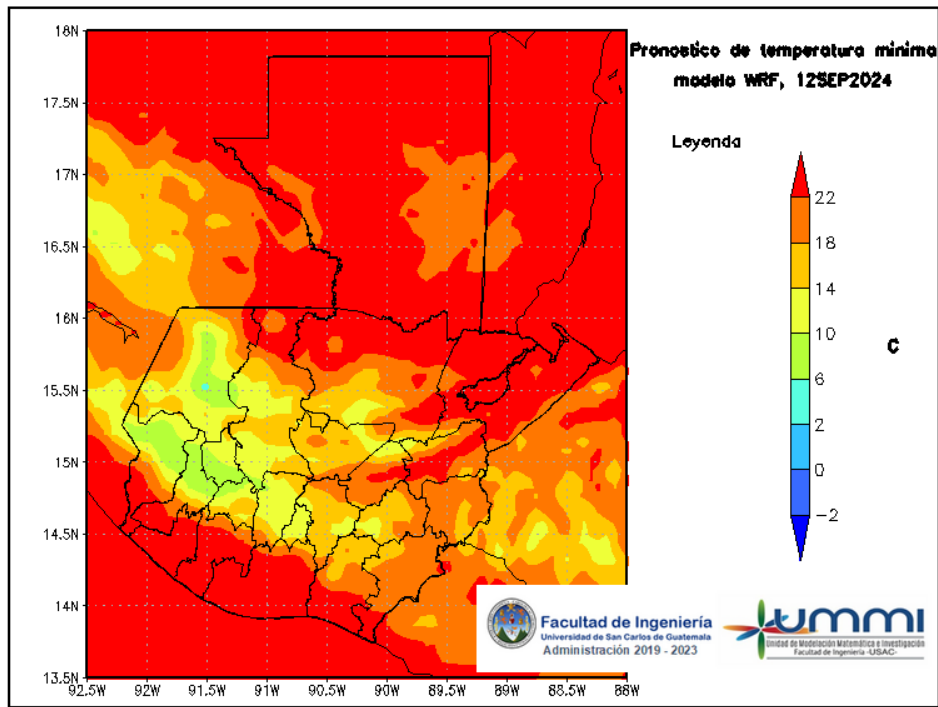 Pronostico de temperatura minima
modelo WRF, 12SEP2024
Leyenda
22
18
14
10
6
2
0
−2
C
18N
17.5N
17N
16.5N
16N
15.5N
15N
14.5N
14N
13.5N
92.5W
92W
91.5W
91W
90.5W
90W
89.5W
89W
88.5W
88W
Facultad de Ingeniería
Universidad de San Carlos de Guatemala
Administración 2019 - 2023
ummi
Unidad de Modelación Matemática e Investigación
Facultad de Ingeniería -USAC-